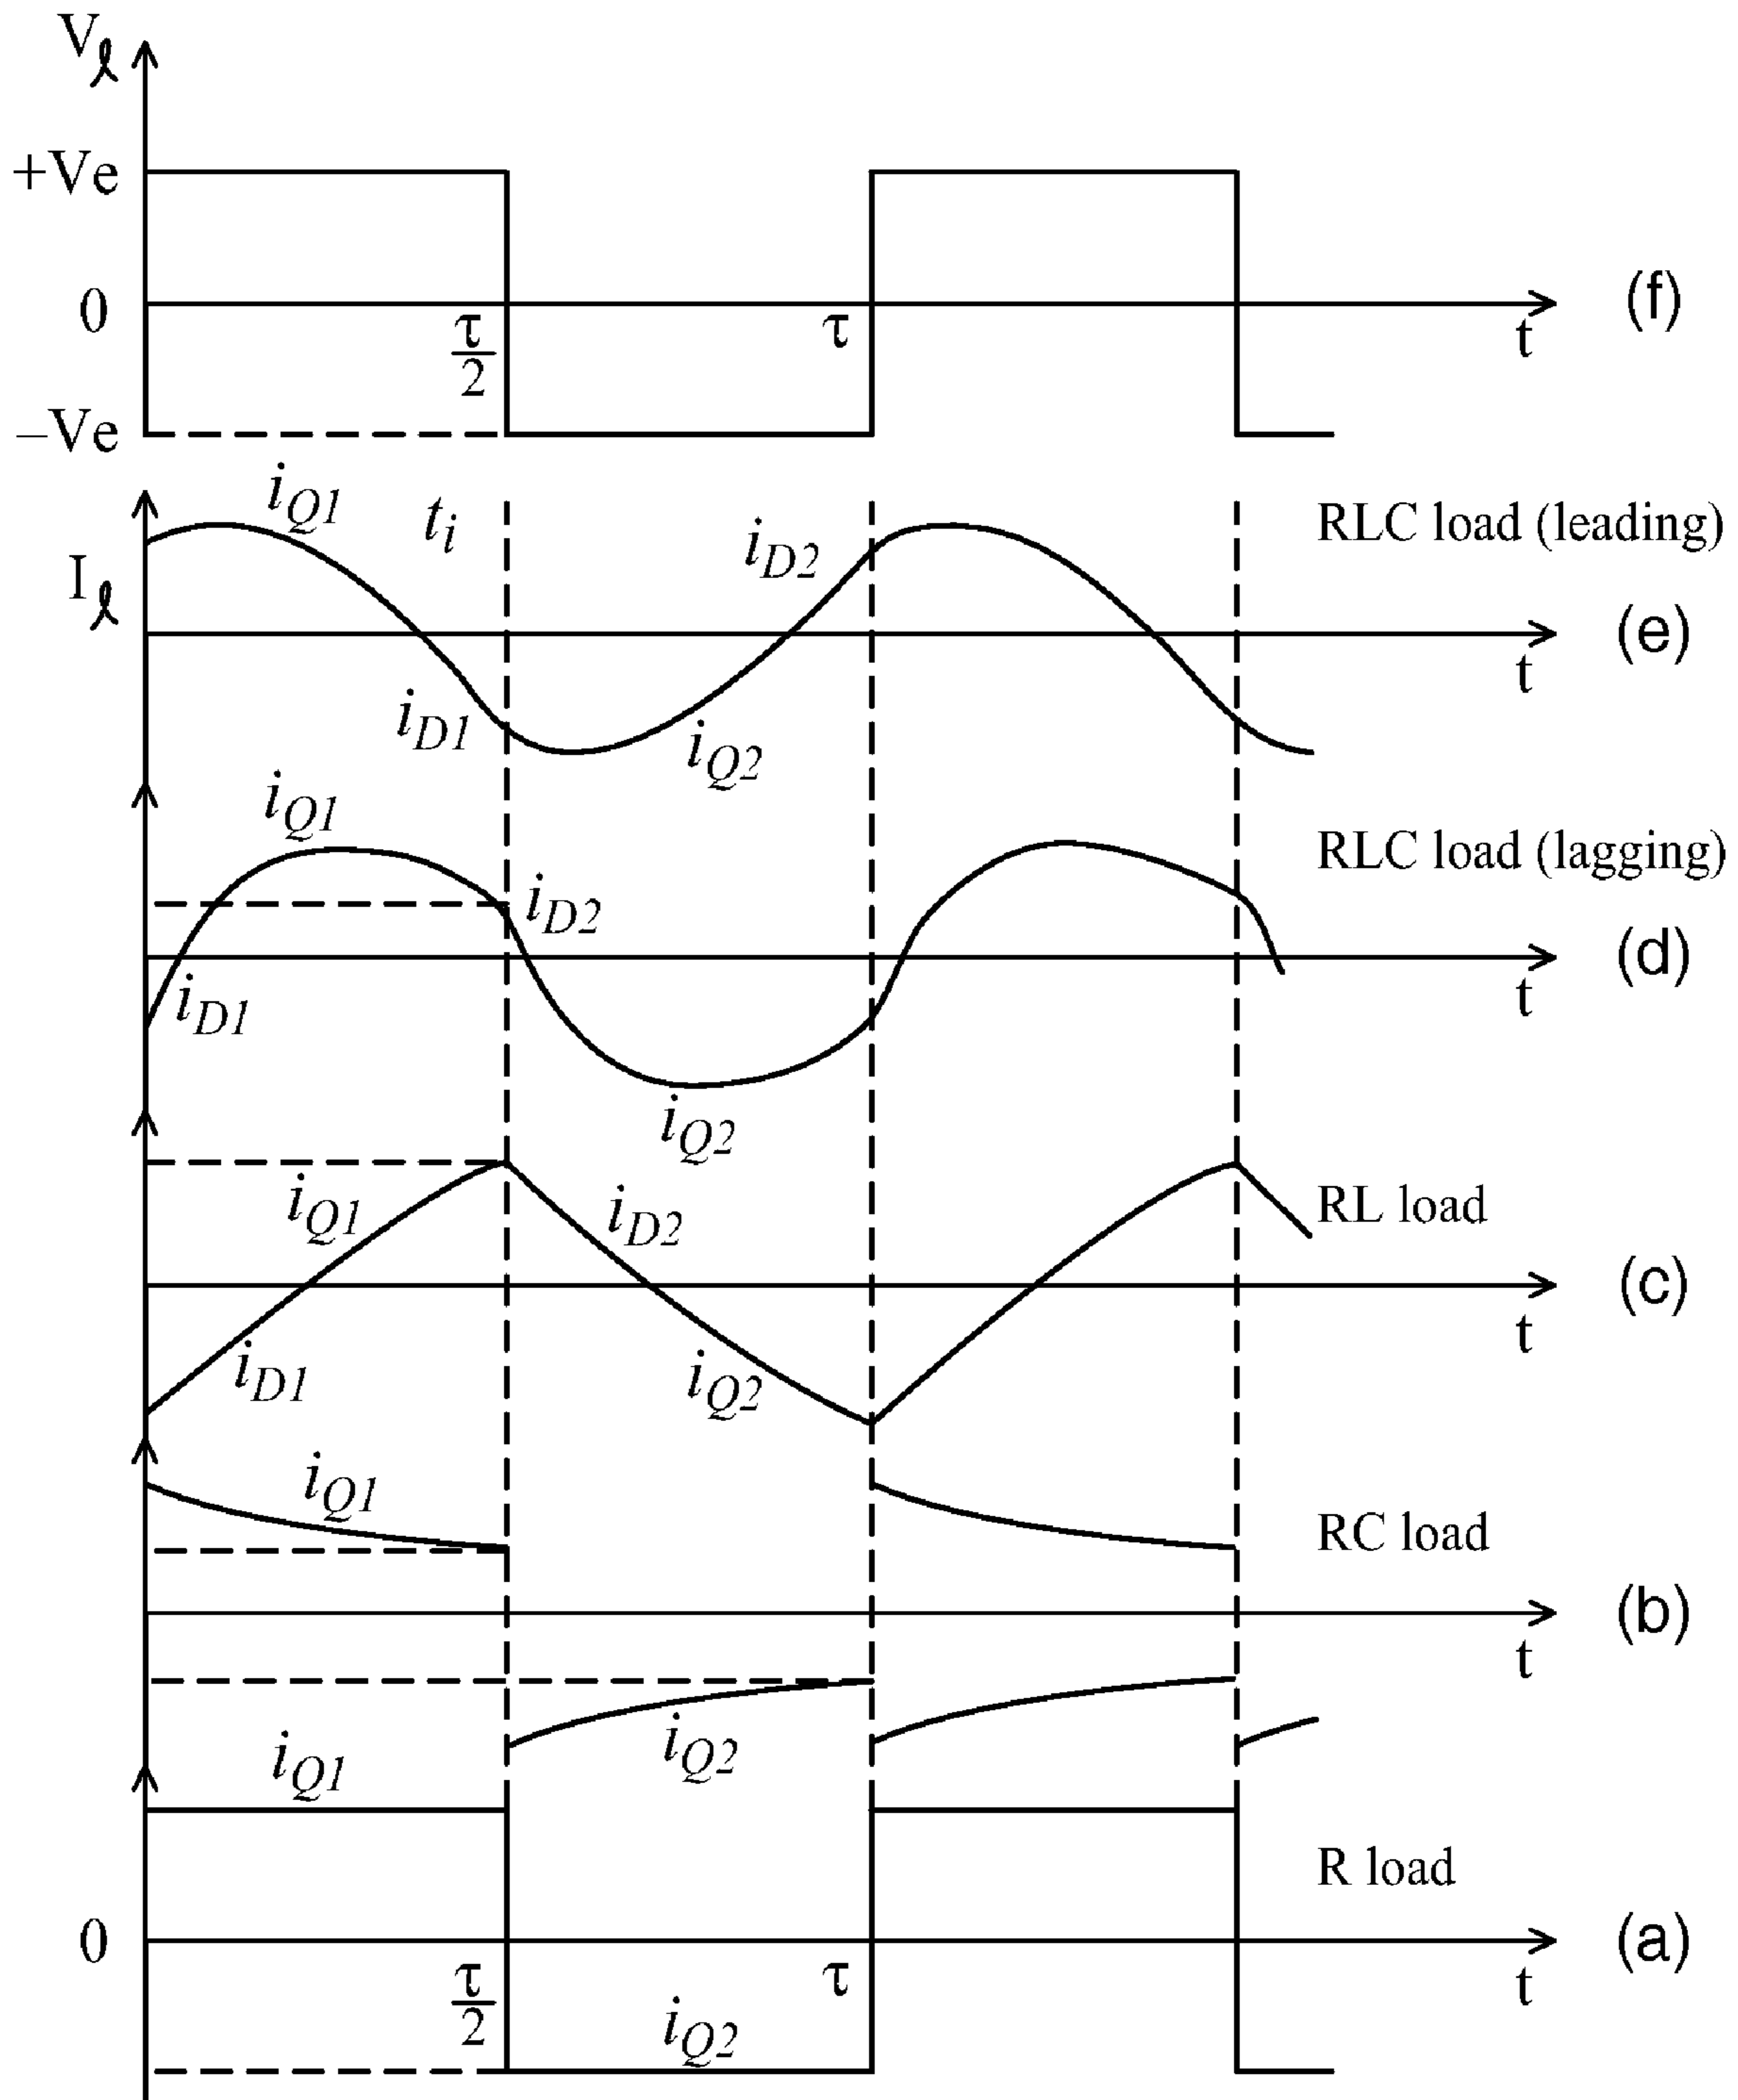 Vℓ
+Ve
0
τ/2
τ
t
(f)
–Ve
iQ1
ti
iD2
RLC load (leading)
Iℓ
(e)
t
iD1
iQ2
iQ1
RLC load (lagging)
iD2
(d)
iD1
t
iQ2
iQ1
iD2
RL load
(c)
t
iD1
iQ2
iQ1
RC load
(b)
t
iQ2
iQ1
R load
0
(a)
τ/2
τ
t
iQ2